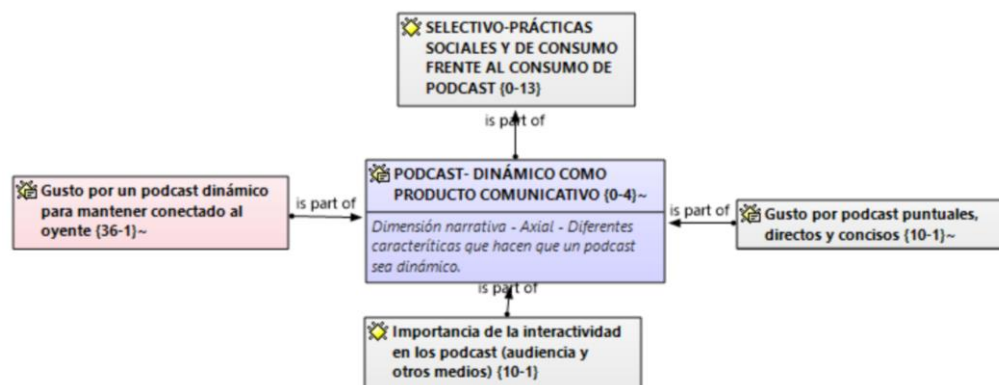 SELECTIVO-PRÁCTICAS
SOCIALES Y DE CONSUMO
FRENTE AL CONSUMO DE
PODCAST {0-13}
is part of
PODCAST- DINÁMICO COMO
PRODUCTO COMUNICATIVO {0-4}~
Dimensión narrativa - Axial - Diferentes
caracteríticas que hacen que un podcast
sea dinámico.
Gusto por un podcast dinámico
para mantener conectado al
oyente {36-1}~
is part of
is part of
Gusto por podcast puntuales,
directos y concisos {10-1}~
is part of
Importancia de la interactividad
en los podcast (audiencia y
otros medios) {10-1}